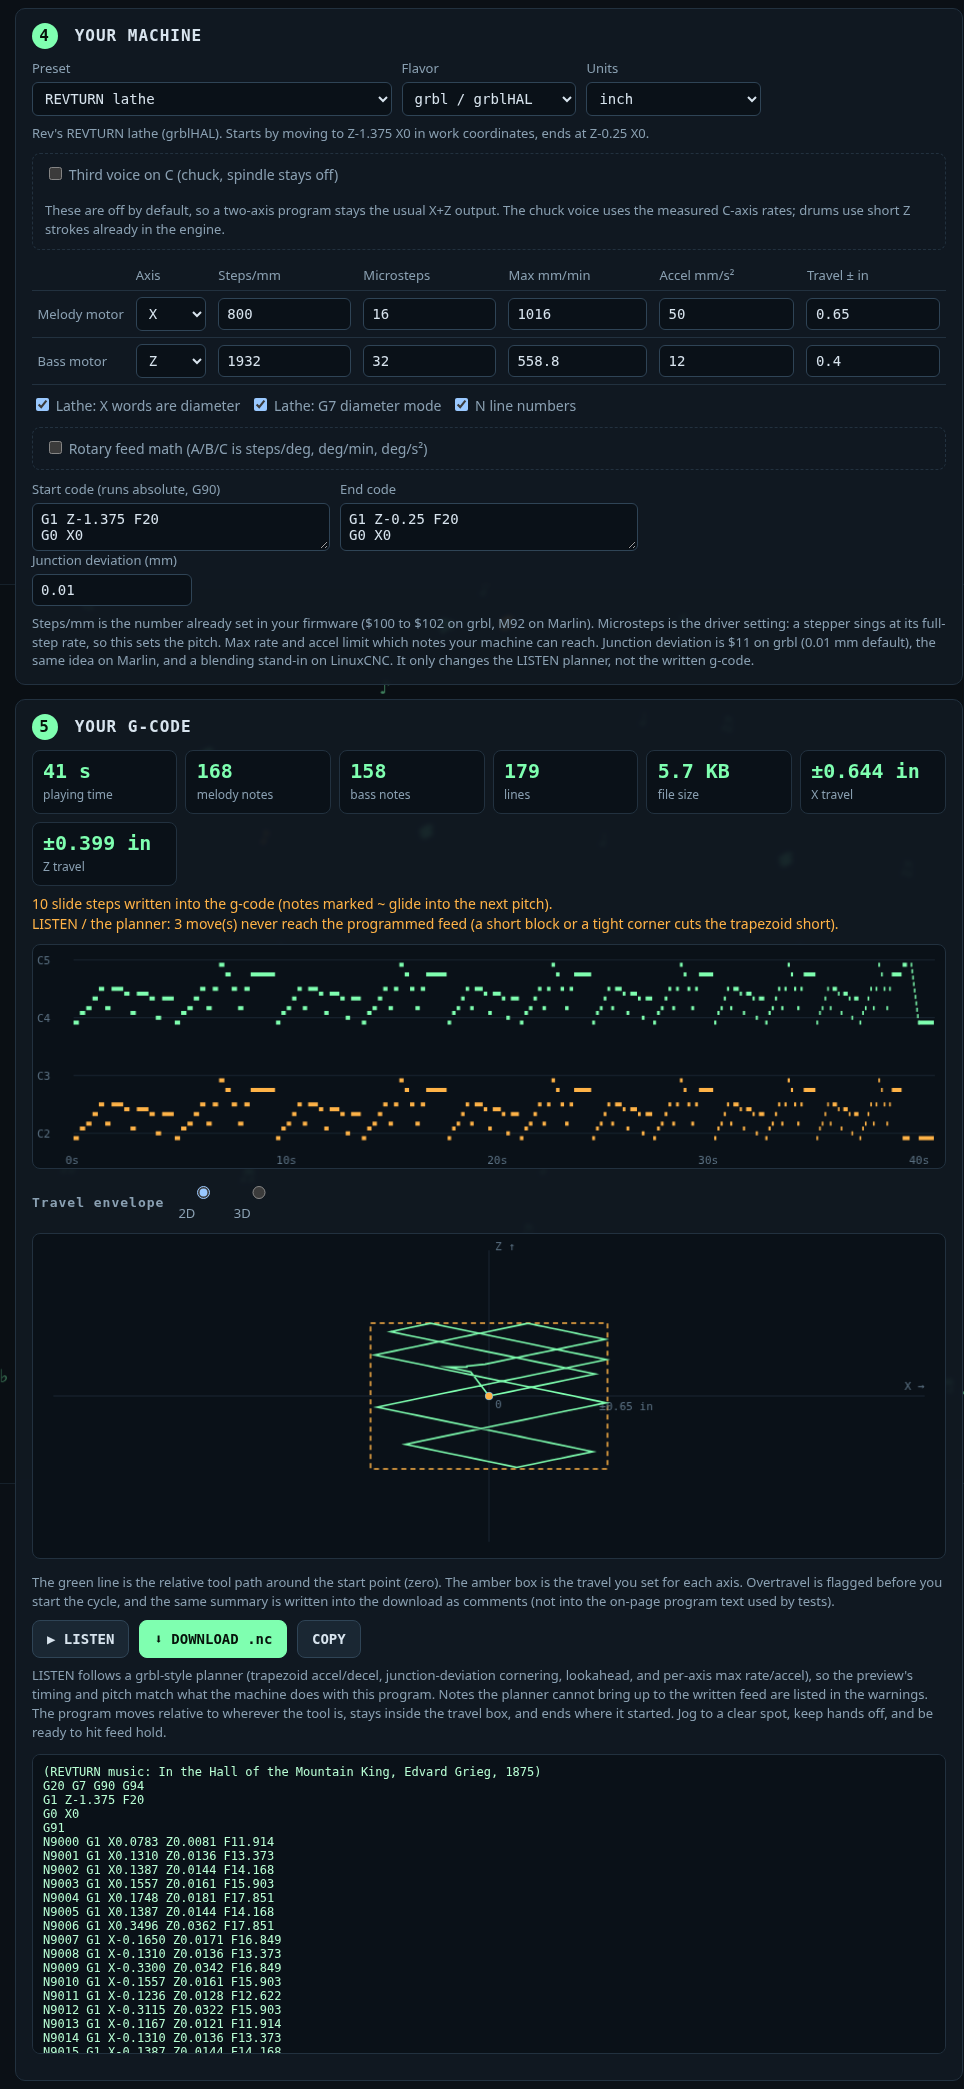 4 YOUR MACHINE
Preset Flavor Units
REVTURN lathe grbl / grblHAL inch
Rev's REVTURN lathe (grblHAL). Starts by moving to Z-1.375 X0 in work coordinates, ends at Z-0.25 X0.
Third voice on C (chuck, spindle stays off)
These are off by default, so a two-axis program stays the usual X+Z output. The chuck voice uses the measured C-axis rates; drums use short Z
strokes already in the engine.
Axis Steps/mm Microsteps Max mm/min Accel mm/s² Travel ± in
Melody motor X 800 16 1016 50 0.65
Bass motor Z 1932 32 558.8 12 0.4
Lathe: X words are diameter Lathe: G7 diameter mode N line numbers
Rotary feed math (A/B/C is steps/deg, deg/min, deg/s²)
Start code (runs absolute, G90) End code
G1 Z-1.375 F20 G1 Z-0.25 F20
G0 X0 G0 X0
Junction deviation (mm)
0.01
Steps/mm is the number already set in your firmware ($100 to $102 on grbl, M92 on Marlin). Microsteps is the driver setting: a stepper sings at its full-
step rate, so this sets the pitch. Max rate and accel limit which notes your machine can reach. Junction deviation is $11 on grbl (0.01 mm default), the
same idea on Marlin, and a blending stand-in on LinuxCNC. It only changes the LISTEN planner, not the written g-code.
5 YOUR G-CODE
41 s 168 158 179 5.7 KB ±0.644 in
playing time melody notes bass notes lines file size X travel
±0.399 in
Z travel
10 slide steps written into the g-code (notes marked ~ glide into the next pitch).
LISTEN / the planner: 3 move(s) never reach the programmed feed (a short block or a tight corner cuts the trapezoid short).
C5
C4
C3
C2
0s 10s 20s 30s 40s
Travel envelope 2D 3D
Z ↑
X →
0 ±0.65 in
The green line is the relative tool path around the start point (zero). The amber box is the travel you set for each axis. Overtravel is flagged before you
start the cycle, and the same summary is written into the download as comments (not into the on-page program text used by tests).
▶ LISTEN ⬇ DOWNLOAD .nc COPY
LISTEN follows a grbl-style planner (trapezoid accel/decel, junction-deviation cornering, lookahead, and per-axis max rate/accel), so the preview's
timing and pitch match what the machine does with this program. Notes the planner cannot bring up to the written feed are listed in the warnings.
The program moves relative to wherever the tool is, stays inside the travel box, and ends where it started. Jog to a clear spot, keep hands off, and be
ready to hit feed hold.
(REVTURN music: In the Hall of the Mountain King, Edvard Grieg, 1875)
G20 G7 G90 G94
G1 Z-1.375 F20
G0 X0
G91
N9000 G1 X0.0783 Z0.0081 F11.914
N9001 G1 X0.1310 Z0.0136 F13.373
N9002 G1 X0.1387 Z0.0144 F14.168
N9003 G1 X0.1557 Z0.0161 F15.903
N9004 G1 X0.1748 Z0.0181 F17.851
N9005 G1 X0.1387 Z0.0144 F14.168
N9006 G1 X0.3496 Z0.0362 F17.851
N9007 G1 X-0.1650 Z0.0171 F16.849
N9008 G1 X-0.1310 Z0.0136 F13.373
N9009 G1 X-0.3300 Z0.0342 F16.849
N9010 G1 X-0.1557 Z0.0161 F15.903
N9011 G1 X-0.1236 Z0.0128 F12.622
N9012 G1 X-0.3115 Z0.0322 F15.903
N9013 G1 X-0.1167 Z0.0121 F11.914
N9014 G1 X-0.1310 Z0.0136 F13.373
N9015 G1 X-0.1387 Z0.0144 F14.168